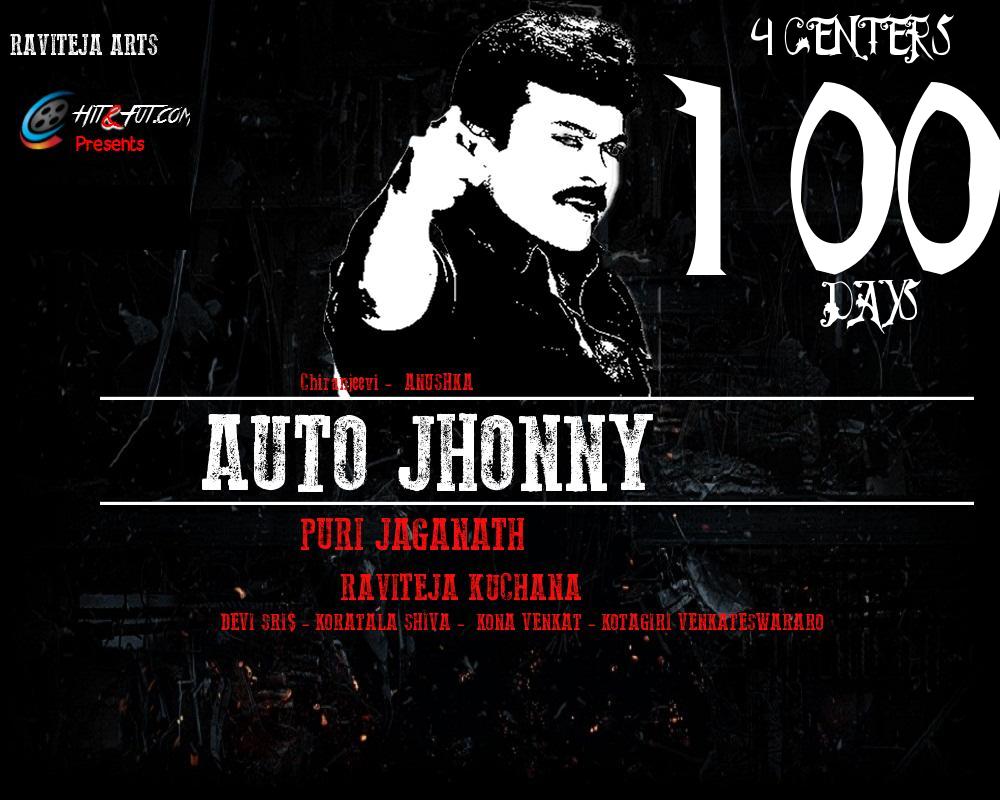 RAVITEJA ARTS
HIT&FUT.COM
Presents
4 CENTERS
100
DAYS
Chiranjeevi - ANUSHKA
AUTO JHONNY
PURI JAGANATH
RAVITEJA KUCHANA
DEVI SRI$ - KORATALA SHIVA - KONA VENKAT - KOTAGIRI VENKATESWARARO